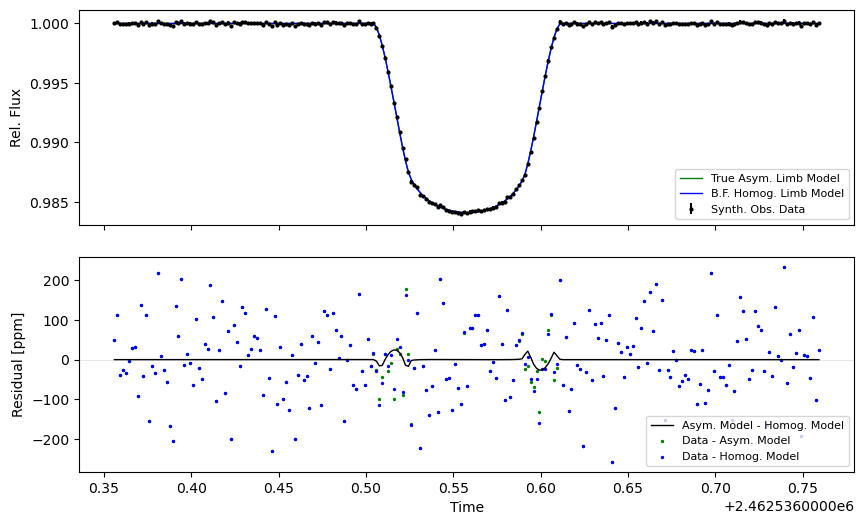 1.000
0.995
0.990
0.985
Rel. Flux
True Asym. Limb Model
B.F. Homog. Limb Model
Synth. Obs. Data
200
100
0
−100
−200
Residual [ppm]
Asym. Model - Homog. Model
Data - Asym. Model
Data - Homog. Model
0.35 0.40 0.45 0.50 0.55 0.60 0.65 0.70 0.75
Time
+2.4625360000e6